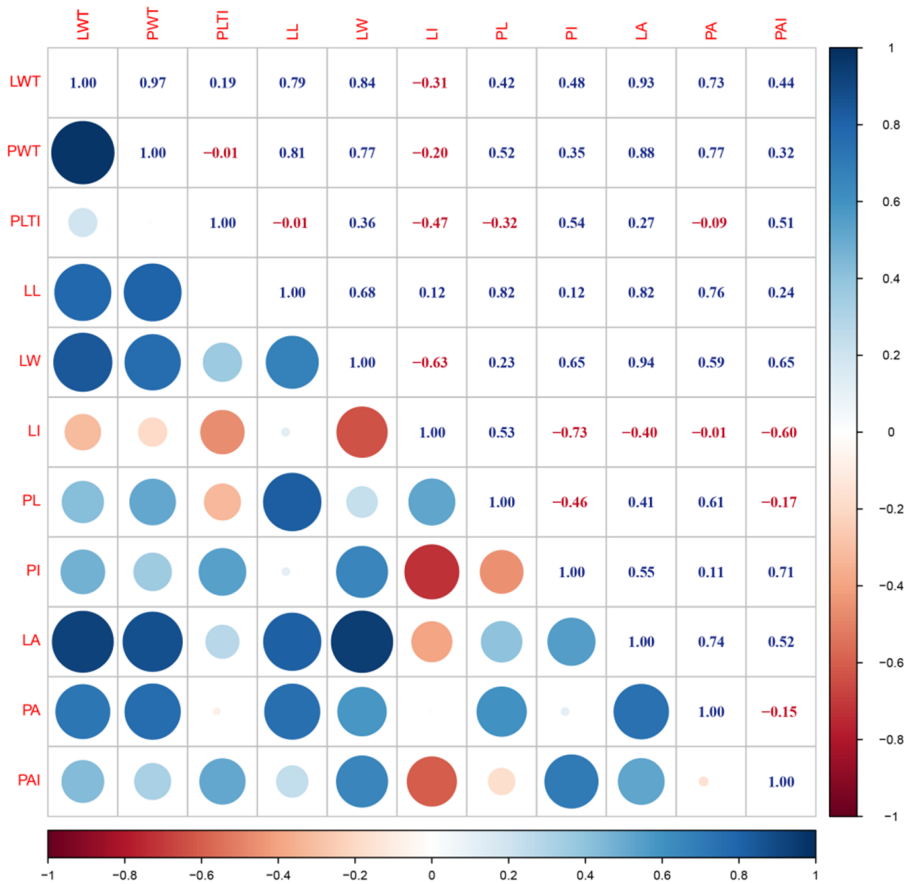 LWT PWT PLTI LL LW LI PL PI LA PA PAI
LWT 1.00 0.97 0.19 0.79 0.84 −0.31 0.42 0.48 0.93 0.73 0.44
PWT 1.00 −0.01 0.81 0.77 −0.20 0.52 0.35 0.88 0.77 0.32
PLTI 1.00 −0.01 0.36 −0.47 −0.32 0.54 0.27 −0.09 0.51
LL 1.00 0.68 0.12 0.82 0.12 0.82 0.76 0.24
LW 1.00 −0.63 0.23 0.65 0.94 0.59 0.65
LI 1.00 0.53 −0.73 −0.40 −0.01 −0.60
PL 1.00 −0.46 0.41 0.61 −0.17
PI 1.00 0.55 0.11 0.71
LA 1.00 0.74 0.52
PA 1.00 −0.15
PAI 1.00
1
0.8
0.6
0.4
0.2
0
−0.2
−0.4
−0.6
−0.8
−1
−1 −0.8 −0.6 −0.4 −0.2 0 0.2 0.4 0.6 0.8 1